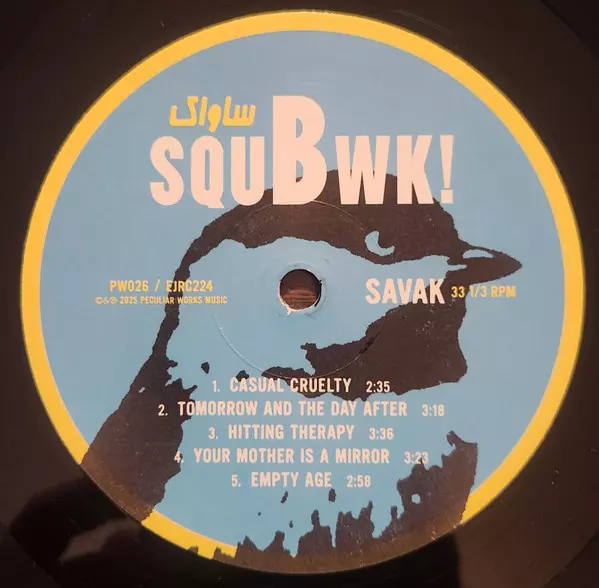 ساواک
SQUBWK!
PW026 / EJRC224
©&℗ 2025 PECULIAR WORKS MUSIC
SAVAK 33 1/3 RPM
1. CASUAL CRUELTY 2:35
2. TOMORROW AND THE DAY AFTER 3:18
3. HITTING THERAPY 3:36
4. YOUR MOTHER IS A MIRROR 3:23
5. EMPTY AGE 2:58